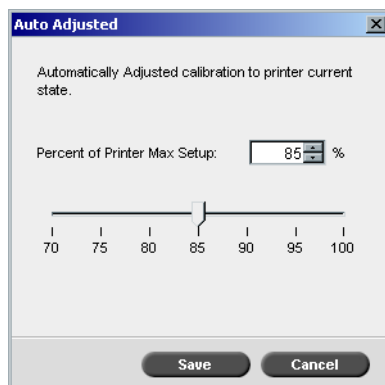 Auto Adjusted
Automatically Adjusted calibration to printer current
state.
Percent of Printer Max Setup: 85 %
70 75 80 85 90 95 100
Save Cancel